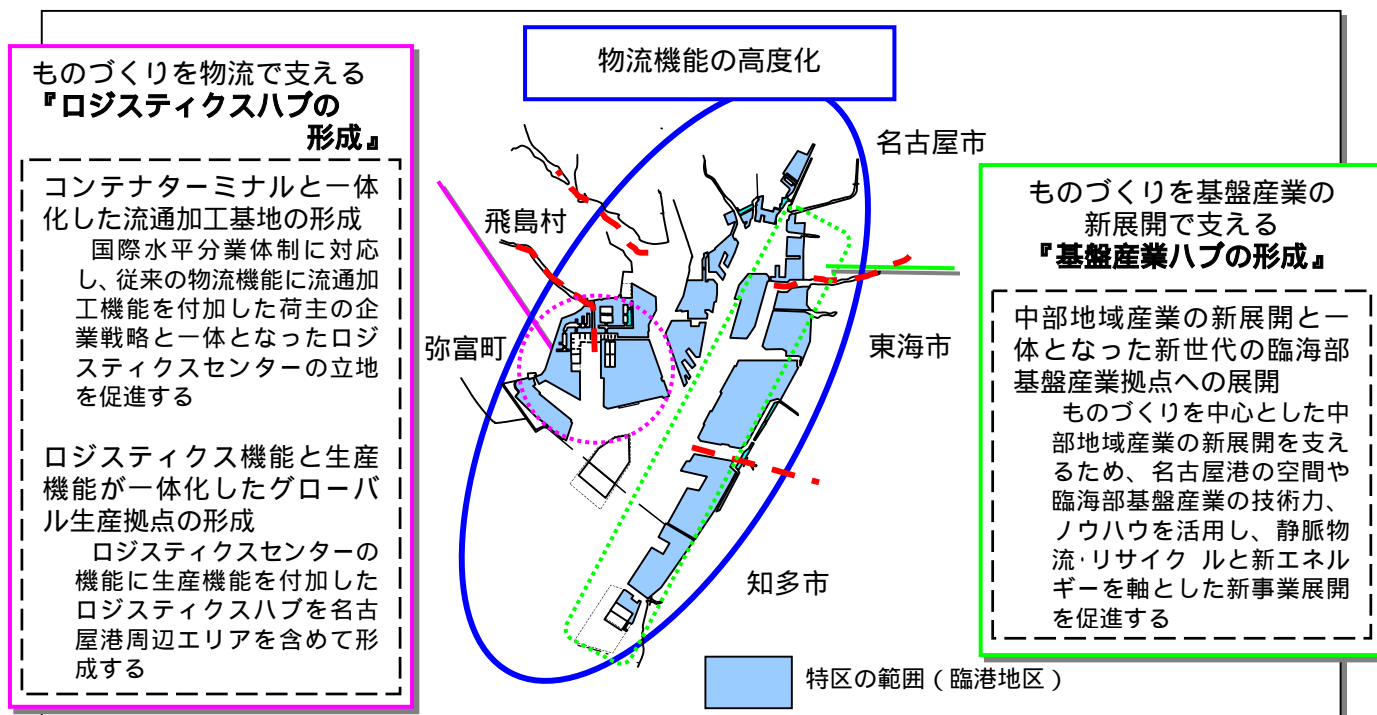 物流機能の高度化
ものづくりを物流で支える
『ロジスティクスハブの
形成』
コンテナターミナルと一体
化した流通加工基地の形成
国際水平分業体制に対応
し、従来の物流機能に流通加
工機能を付加した荷主の企
業戦略と一体となったロジ
スティクスセンターの立地
を促進する
ロジスティクス機能と生産
機能が一体化したグローバ
ル生産拠点の形成
ロジスティクスセンターの
機能に生産機能を付加した
ロジスティクスハブを名古
屋港周辺エリアを含めて形
成する
名古屋市
飛島村
弥富町
東海市
知多市
特区の範囲（臨港地区）
ものづくりを基盤産業の
新展開で支える
『基盤産業ハブの形成』
中部地域産業の新展開と一
体となった新世代の臨海部
基盤産業拠点への展開
ものづくりを中心とした中
部地域産業の新展開を支え
るため、名古屋港の空間や
臨海部基盤産業の技術力、
ノウハウを活用し、静脈物
流・リサイク ルと新エネル
ギーを軸とした新事業展開
を促進する